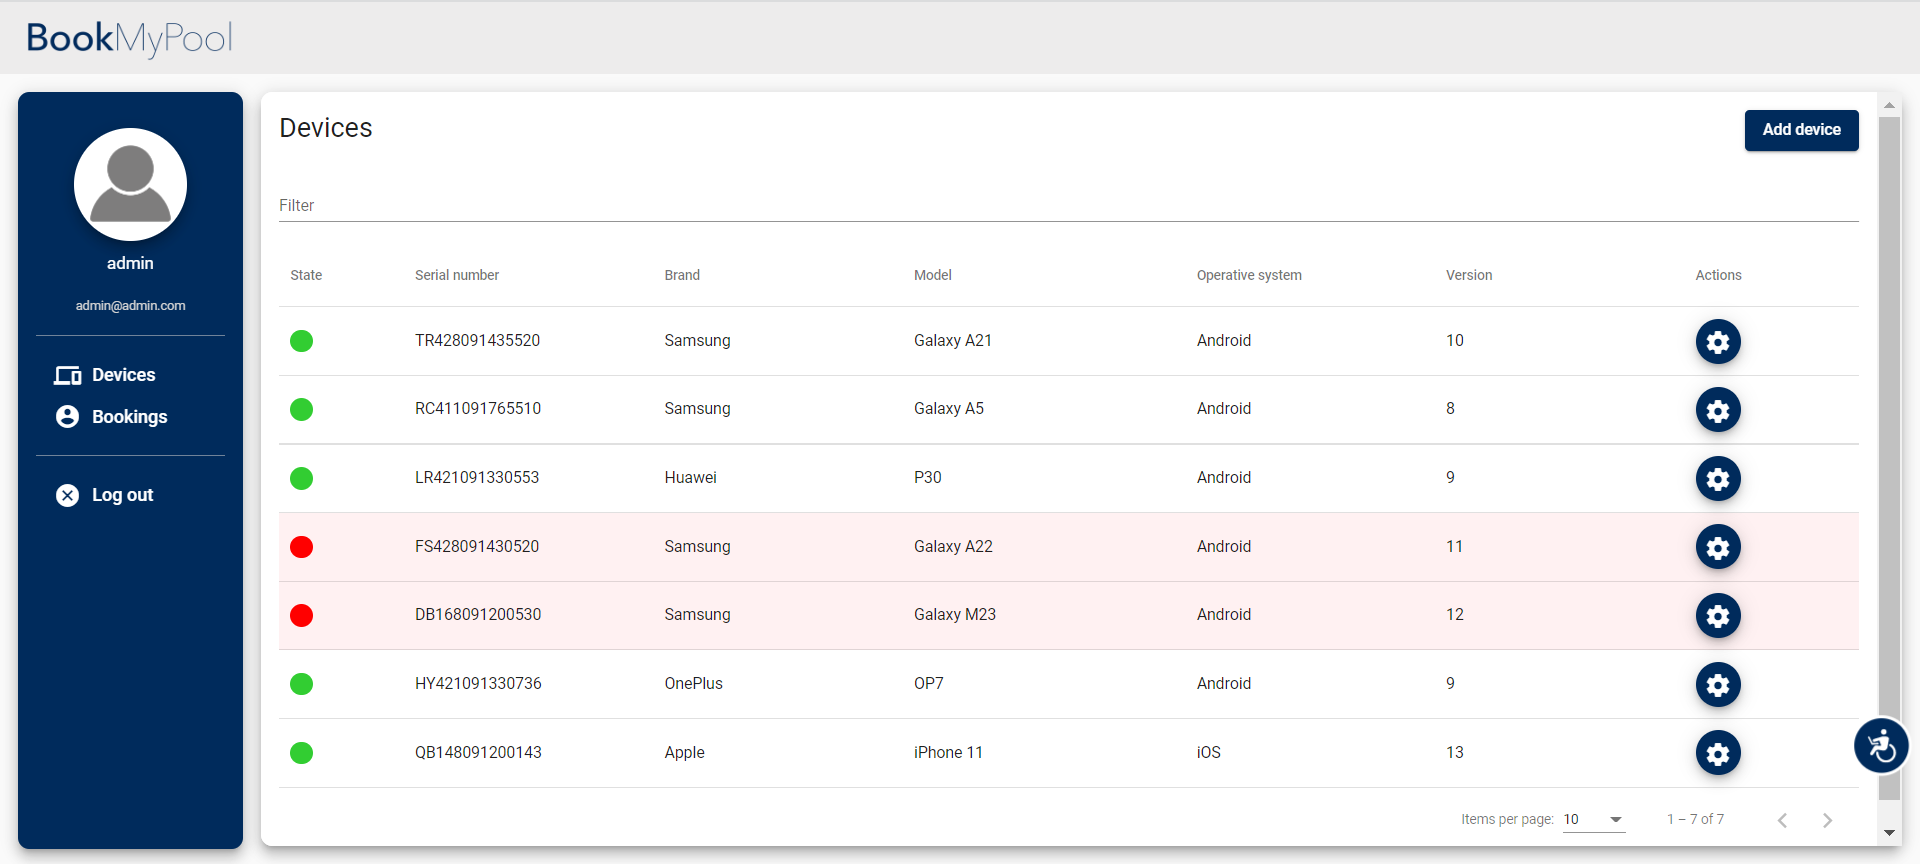 BookMyPool
admin
admin@admin.com
Devices
Bookings
Log out
Devices
Add device
Filter
State Serial number Brand Model Operative system Version Actions
TR428091435520 Samsung Galaxy A21 Android 10
RC411091765510 Samsung Galaxy A5 Android 8
LR421091330553 Huawei P30 Android 9
FS428091430520 Samsung Galaxy A22 Android 11
DB168091200530 Samsung Galaxy M23 Android 12
HY421091330736 OnePlus OP7 Android 9
QB148091200143 Apple iPhone 11 iOS 13
Items per page: 10 1 – 7 of 7